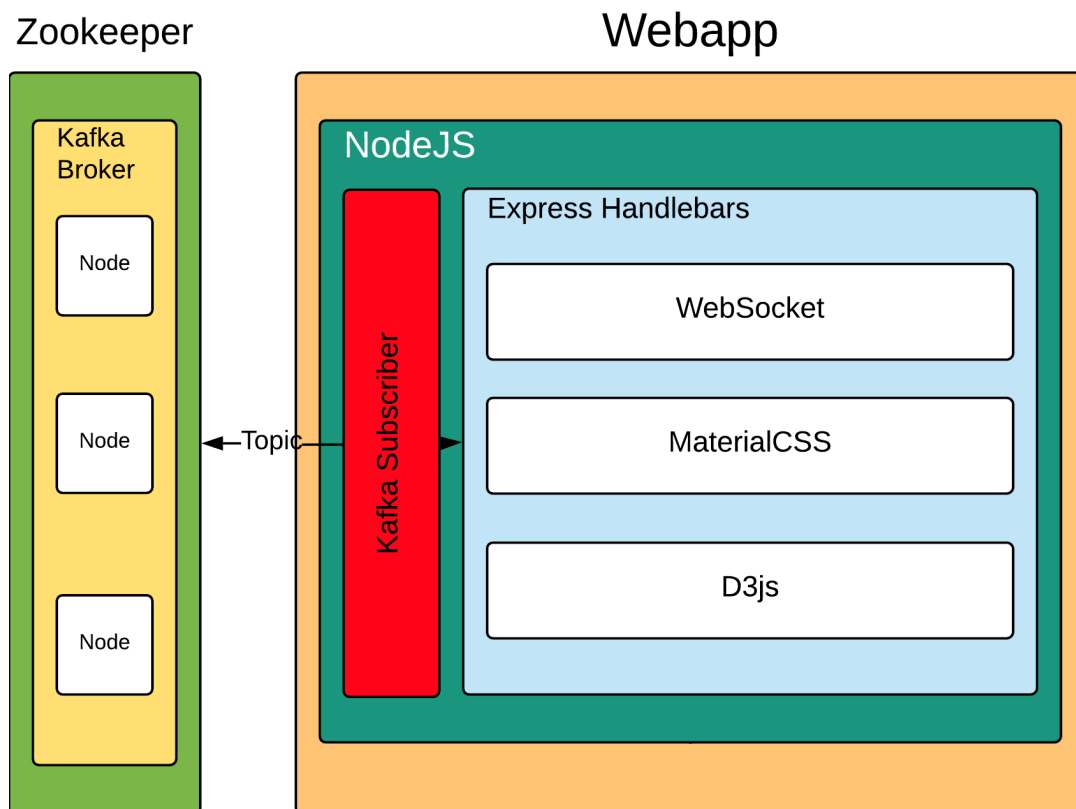 Zookeeper
Webapp
Kafka
Broker
Node
Node
Node
Topic
NodeJS
Kafka Subscriber
Express Handlebars
WebSocket
MaterialCSS
D3js